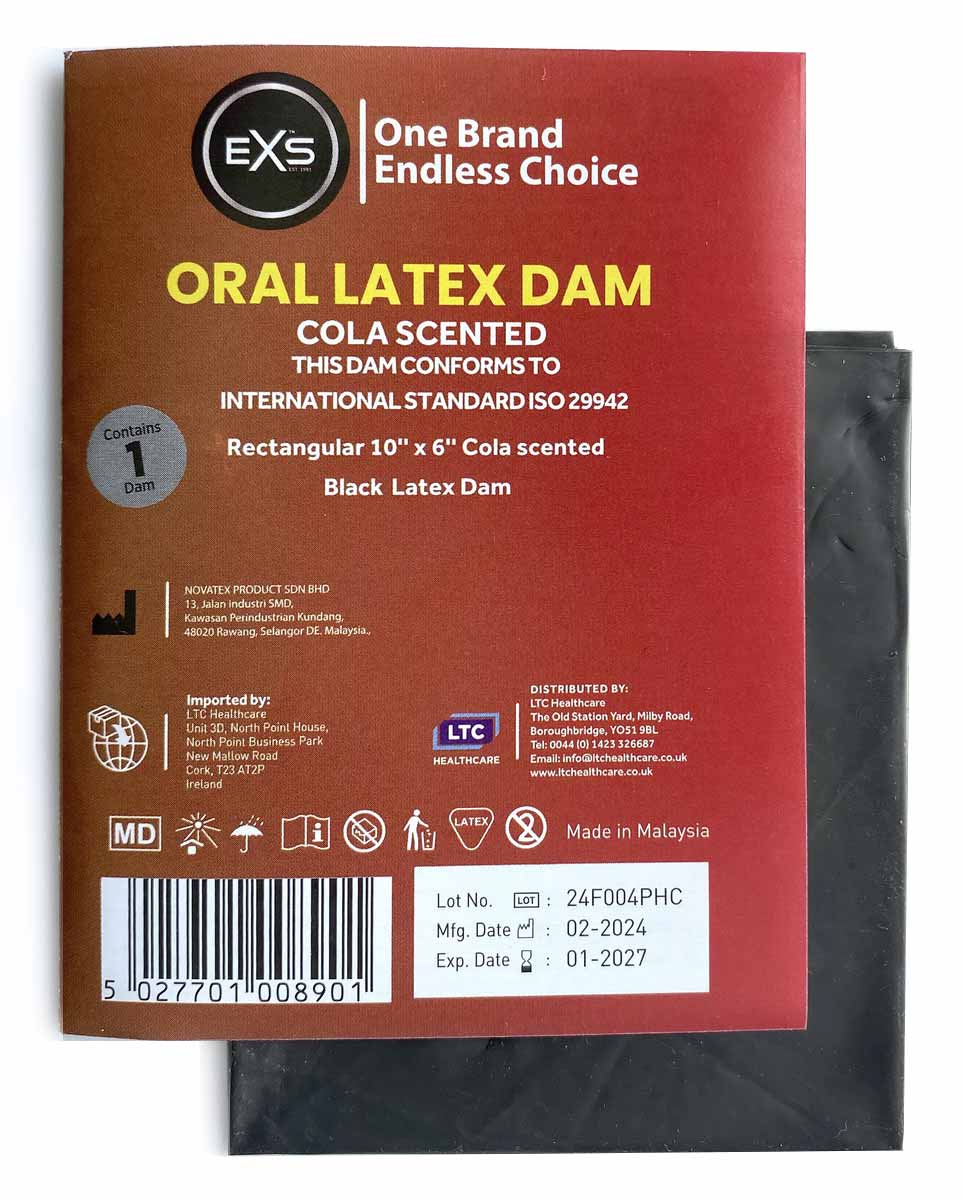 EXS™
EST. 1991
One Brand
Endless Choice
ORAL LATEX DAM
COLA SCENTED
THIS DAM CONFORMS TO
INTERNATIONAL STANDARD ISO 29942
Contains
1
Dam
Rectangular 10" x 6" Cola scented
Black Latex Dam
NOVATEX PRODUCT SDN BHD
13, Jalan industri SMD,
Kawasan Perindustrian Kundang,
48020 Rawang, Selangor DE. Malaysia.,
Imported by:
LTC Healthcare
Unit 3D, North Point House,
North Point Business Park
New Mallow Road
Cork, T23 AT2P
Ireland
LTC
HEALTHCARE
DISTRIBUTED BY:
LTC Healthcare
The Old Station Yard, Milby Road,
Boroughbridge, YO51 9BL
Tel: 0044 (0) 1423 326687
Email: info@ltchealthcare.co.uk
www.ltchealthcare.co.uk
MD
i
LATEX
2
Made in Malaysia
5 027701 008901
Lot No. LOT : 24F004PHC
Mfg. Date : 02-2024
Exp. Date : 01-2027